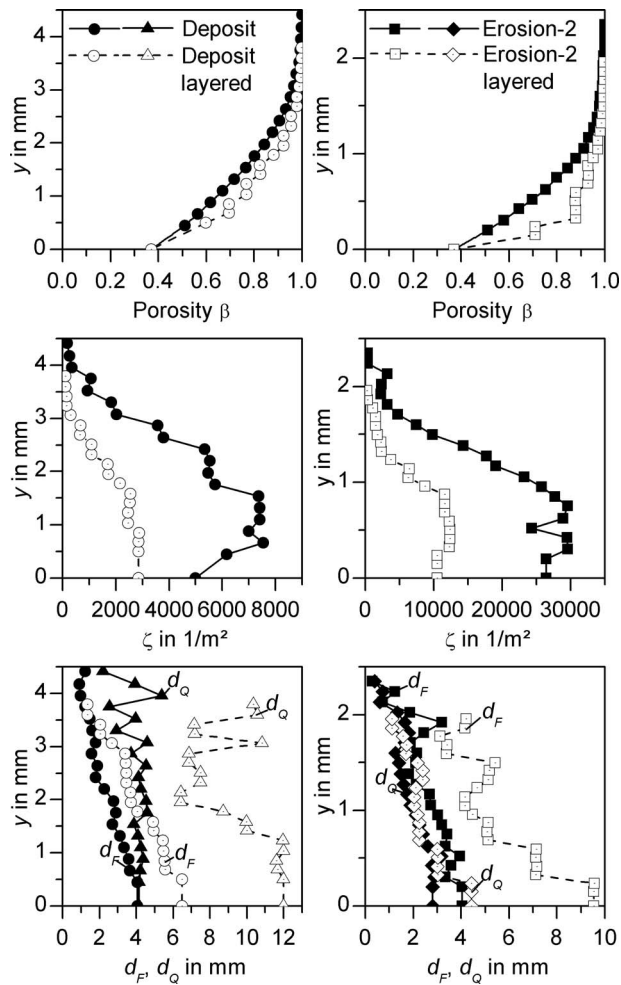 4
3
2
1
0
y in mm
Deposit
Deposit
layered
0.0 0.2 0.4 0.6 0.8 1.0
Porosity β
2
1
0
y in mm
Erosion-2
Erosion-2
layered
0.0 0.2 0.4 0.6 0.8 1.0
Porosity β
4
3
2
1
0
y in mm
0 2000 4000 6000 8000
ζ in 1/m²
2
1
0
y in mm
0 10000 20000 30000
ζ in 1/m²
4
3
2
1
0
y in mm
d_Q
d_Q
d_F
d_F
0 2 4 6 8 10 12 14
d_F, d_Q in mm
2
1
0
y in mm
d_F
d_F
d_Q
d_Q
0 2 4 6 8 10
d_F, d_Q in mm